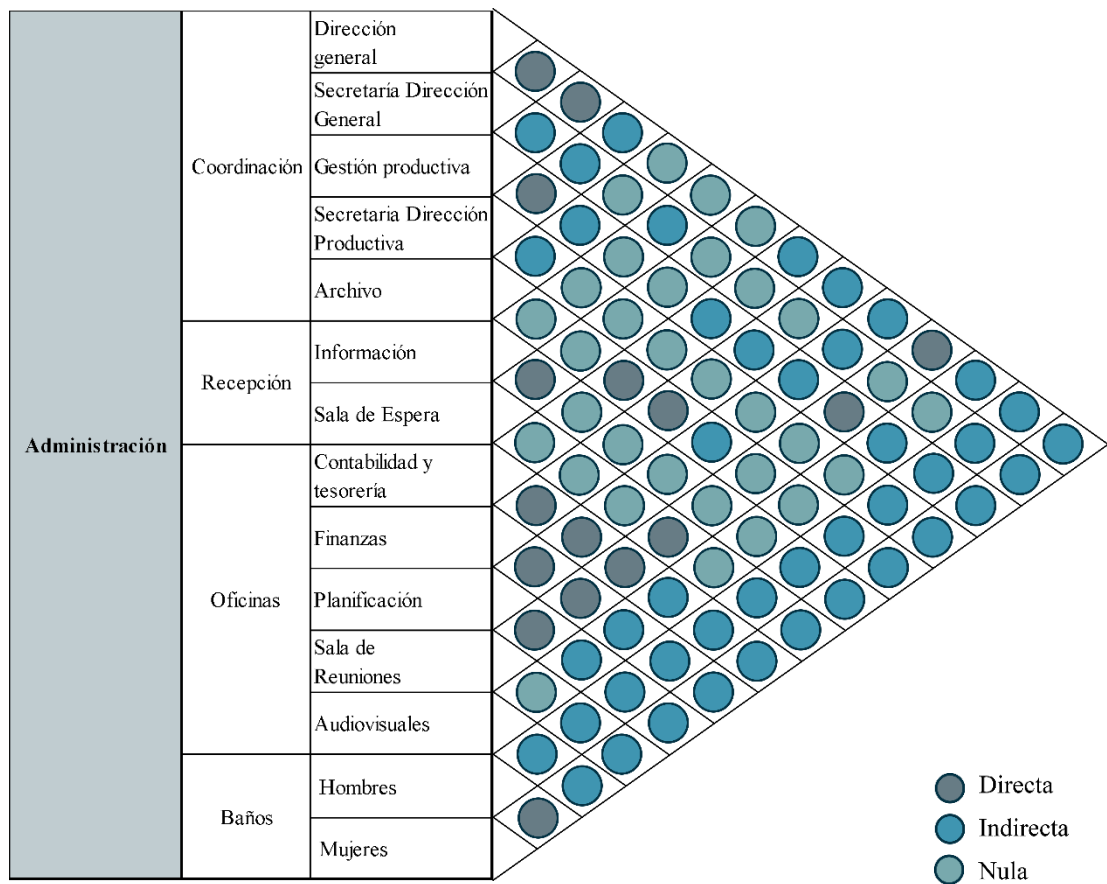 Administración
Coordinación
Dirección
general
Secretaría Dirección
General
Gestión productiva
Secretaria Dirección
Productiva
Archivo
Recepción
Información
Sala de Espera
Oficinas
Contabilidad y
tesorería
Finanzas
Planificación
Sala de
Reuniones
Audiovisuales
Baños
Hombres
Mujeres
Directa
Indirecta
Nula